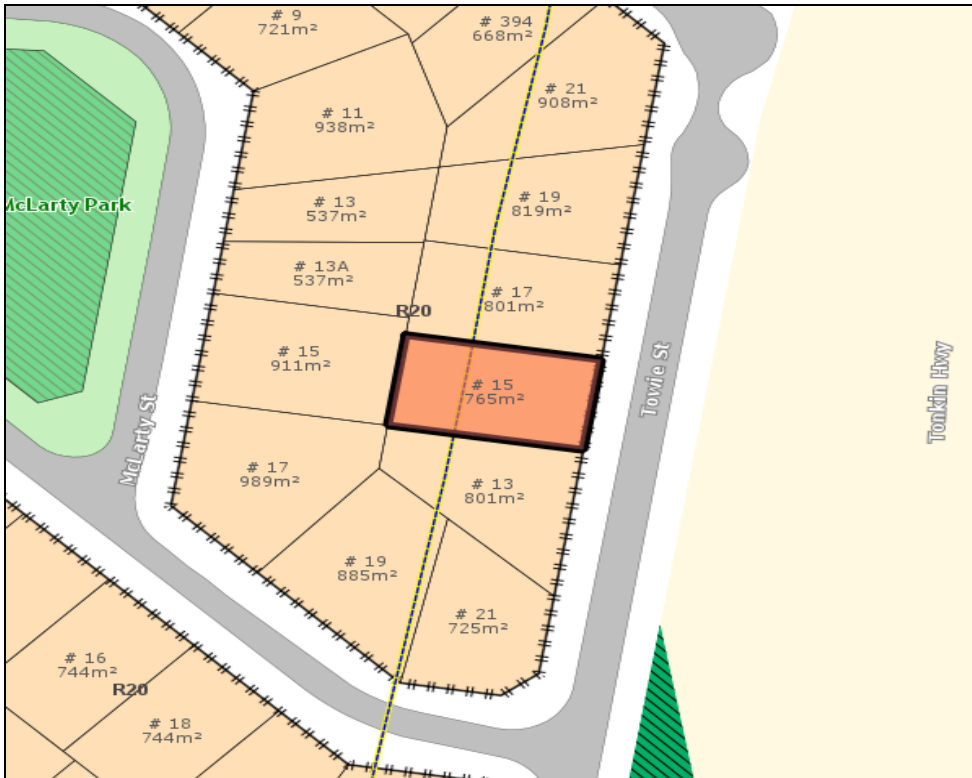 # 9
721m²
# 394
668m²
# 21
908m²
# 11
938m²
McLarty Park
# 13
537m²
# 19
819m²
# 13A
537m²
# 17
801m²
R20
# 15
911m²
# 15
765m²
Towie St
Tonkin Hwy
McLarty St
# 17
989m²
# 13
801m²
# 19
885m²
# 21
725m²
# 16
744m²
R20
# 18
744m²